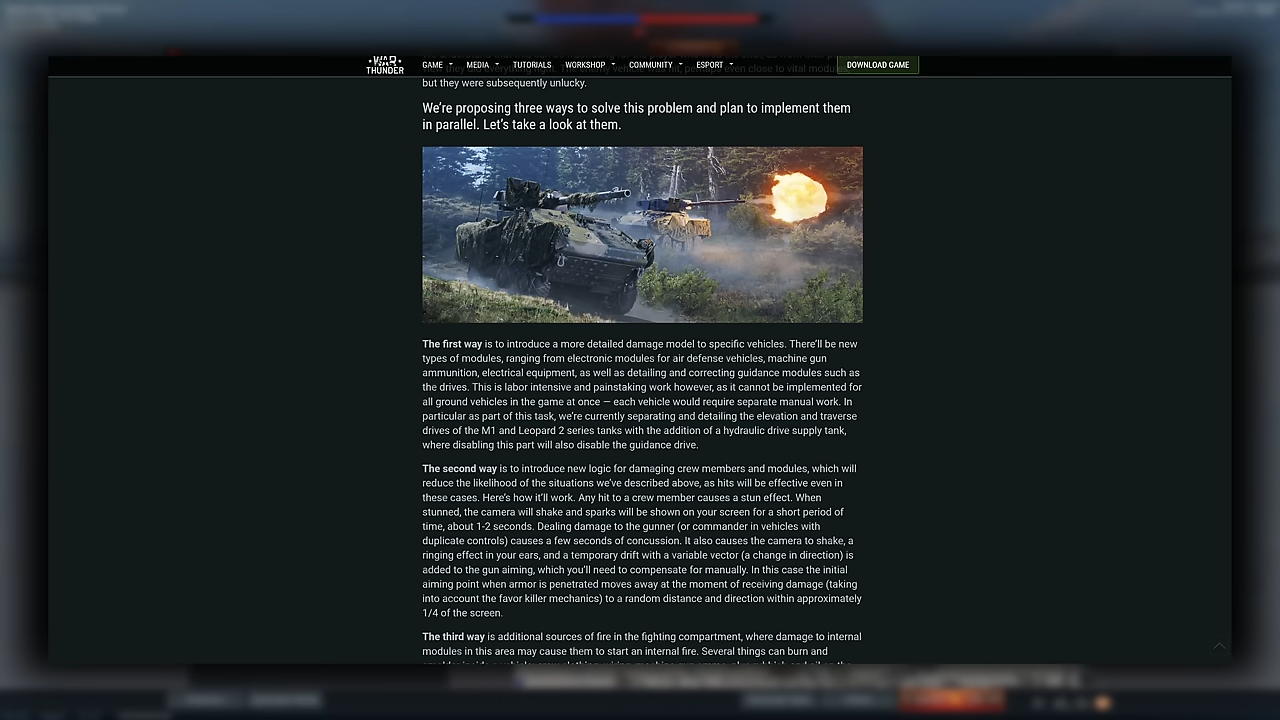 WAR
THUNDER
GAME
MEDIA
TUTORIALS
WORKSHOP
COMMUNITY
ESPORT
DOWNLOAD GAME
but they were subsequently unlucky.
We’re proposing three ways to solve this problem and plan to implement them
in parallel. Let’s take a look at them.
The first way is to introduce a more detailed damage model to specific vehicles. There’ll be new
types of modules, ranging from electronic modules for air defense vehicles, machine gun
ammunition, electrical equipment, as well as detailing and correcting guidance modules such as
the drives. This is labor intensive and painstaking work however, as it cannot be implemented for
all ground vehicles in the game at once — each vehicle would require separate manual work. In
particular as part of this task, we’re currently separating and detailing the elevation and traverse
drives of the M1 and Leopard 2 series tanks with the addition of a hydraulic drive supply tank,
where disabling this part will also disable the guidance drive.
The second way is to introduce new logic for damaging crew members and modules, which will
reduce the likelihood of the situations we’ve described above, as hits will be effective even in
these cases. Here’s how it’ll work. Any hit to a crew member causes a stun effect. When
stunned, the camera will shake and sparks will be shown on your screen for a short period of
time, about 1-2 seconds. Dealing damage to the gunner (or commander in vehicles with
duplicate controls) causes a few seconds of concussion. It also causes the camera to shake, a
ringing effect in your ears, and a temporary drift with a variable vector (a change in direction) is
added to the gun aiming, which you’ll need to compensate for manually. In this case the initial
aiming point when armor is penetrated moves away at the moment of receiving damage (taking
into account the favor killer mechanics) to a random distance and direction within approximately
1/4 of the screen.
The third way is additional sources of fire in the fighting compartment, where damage to internal
modules in this area may cause them to start an internal fire. Several things can burn and